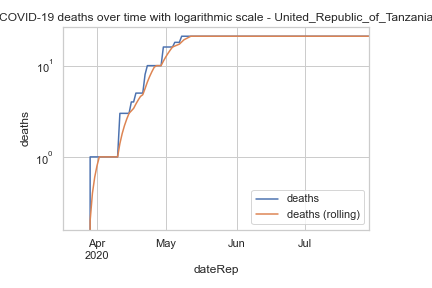 COVID-19 deaths over time with logarithmic scale - United_Republic_of_Tanzania
10¹
10⁰
deaths
deaths
deaths (rolling)
Apr May Jun Jul
2020
dateRep